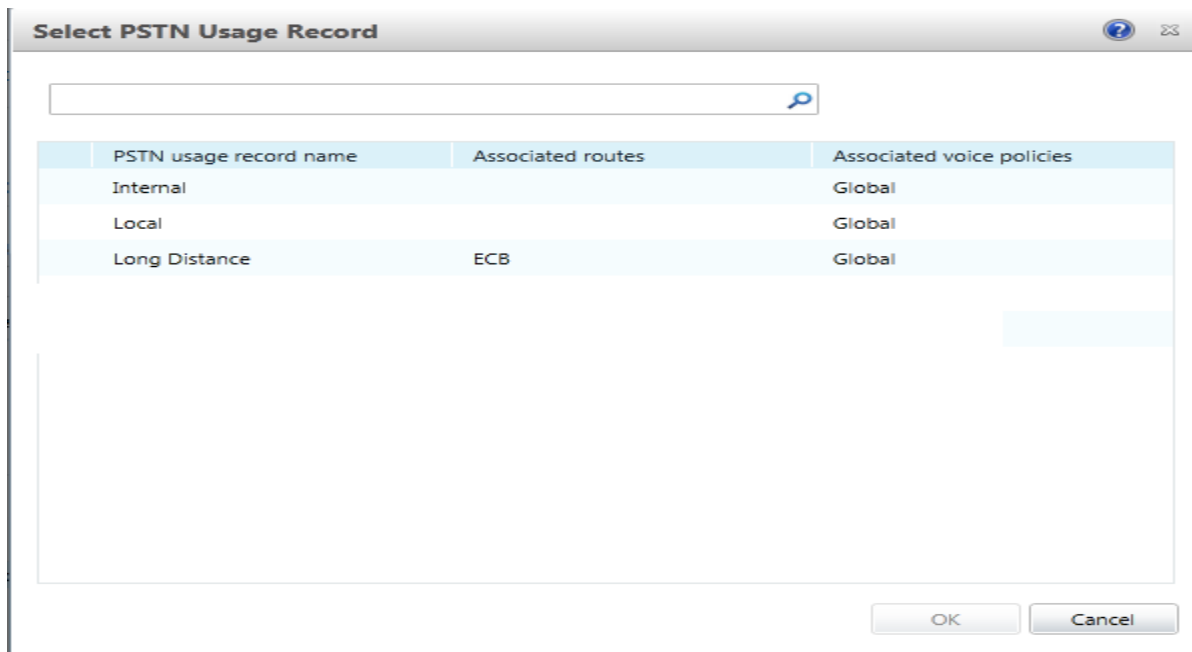 Select PSTN Usage Record
PSTN usage record name Associated routes Associated voice policies
Internal Global
Local Global
Long Distance ECB Global
OK Cancel